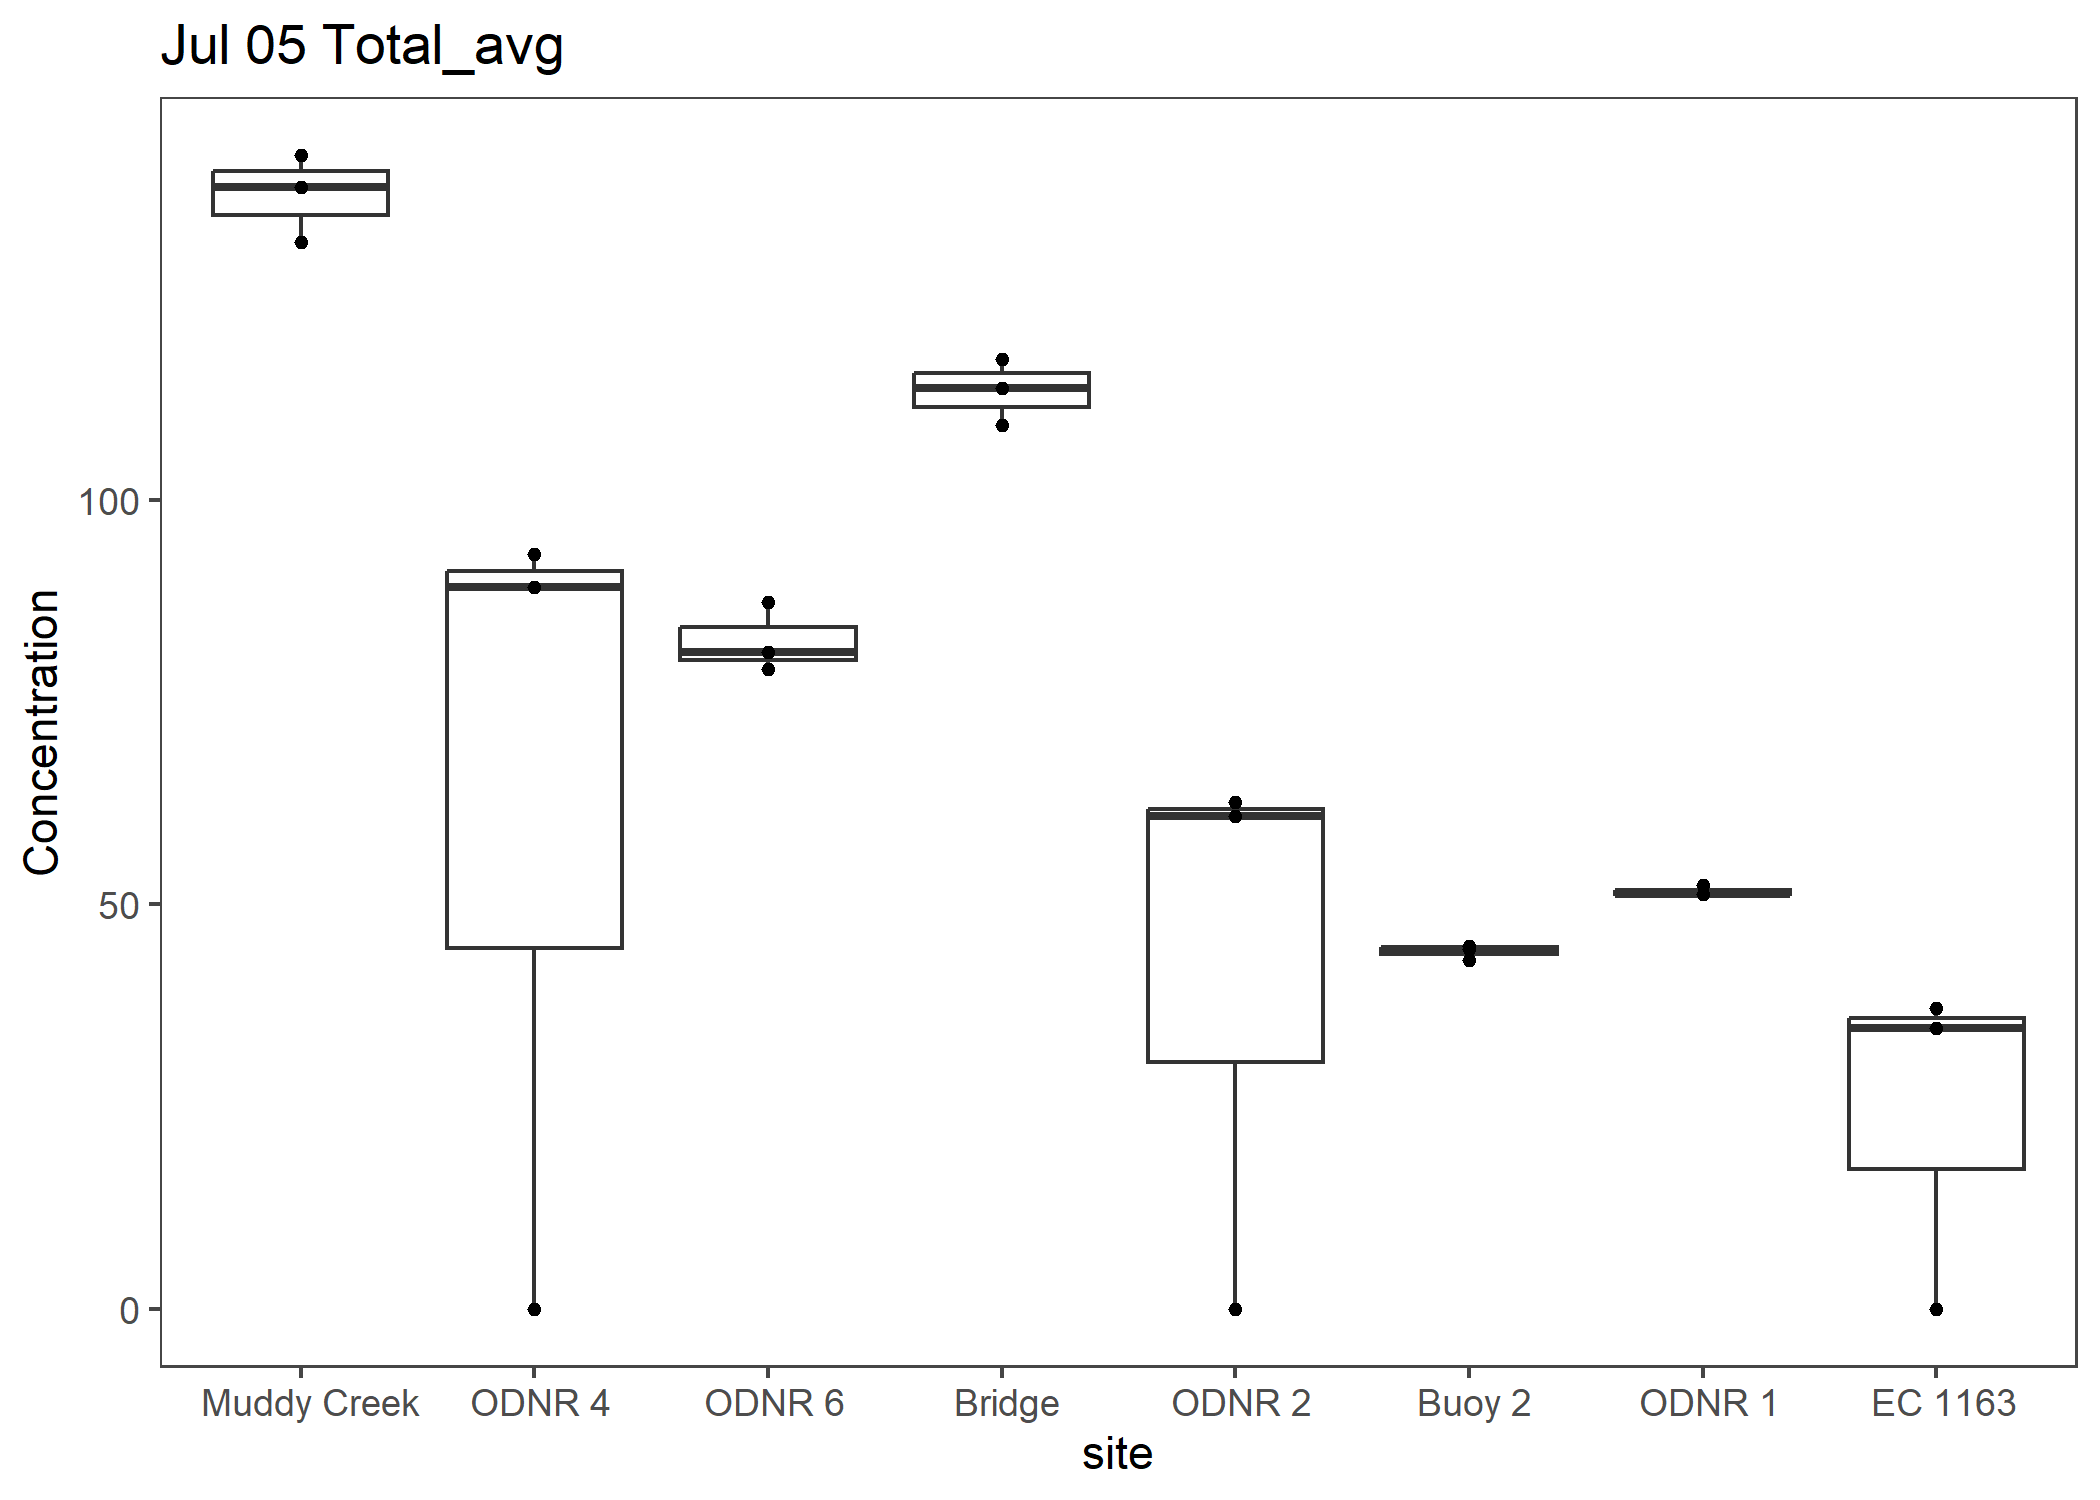 Jul 05 Total_avg
Concentration
100
50
0
Muddy Creek ODNR 4 ODNR 6 Bridge ODNR 2 Buoy 2 ODNR 1 EC 1163
site